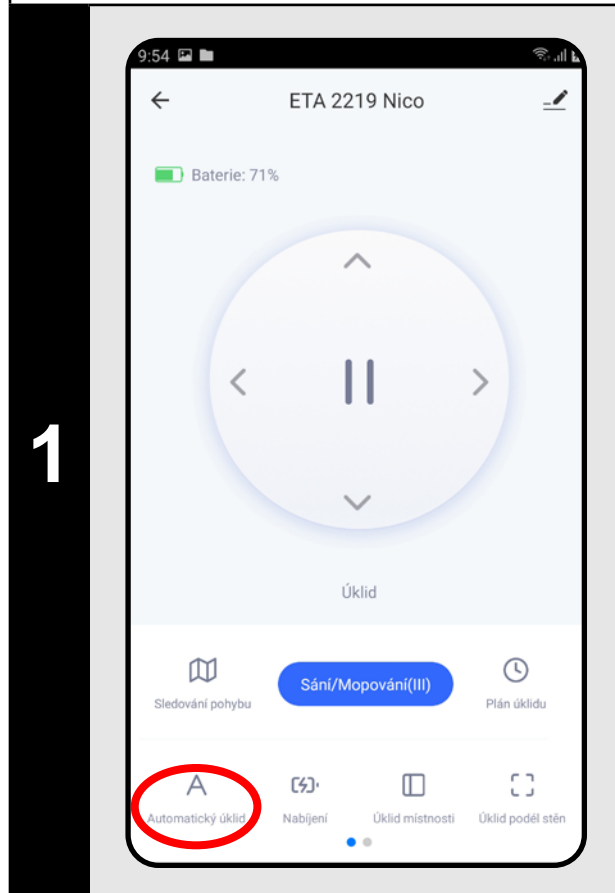 1
9:54
ETA 2219 Nico
Baterie: 71%
Úklid
Sledování pohybu
Sání/Mopování(III)
Plán úklidu
Automatický úklid
Nabíjení
Úklid místnosti
Úklid podél stěn